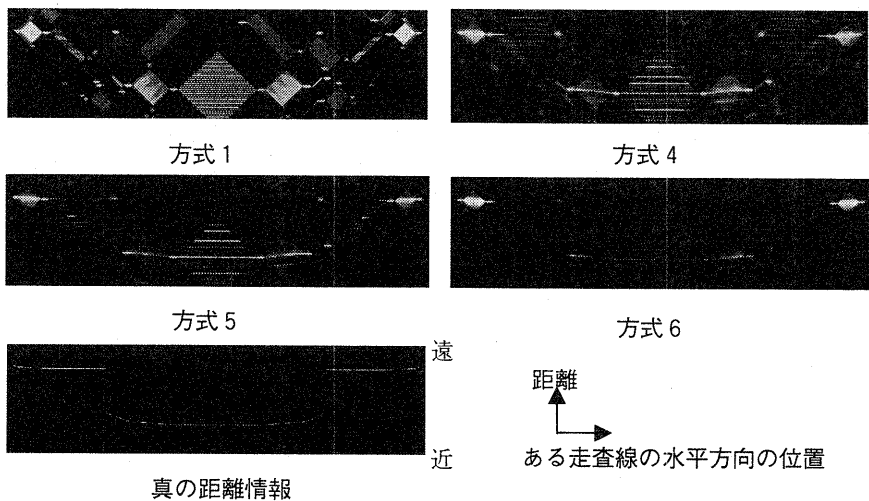 方式1
方式4
方式5
方式6
遠
近
距離
ある走査線の水平方向の位置
真の距離情報